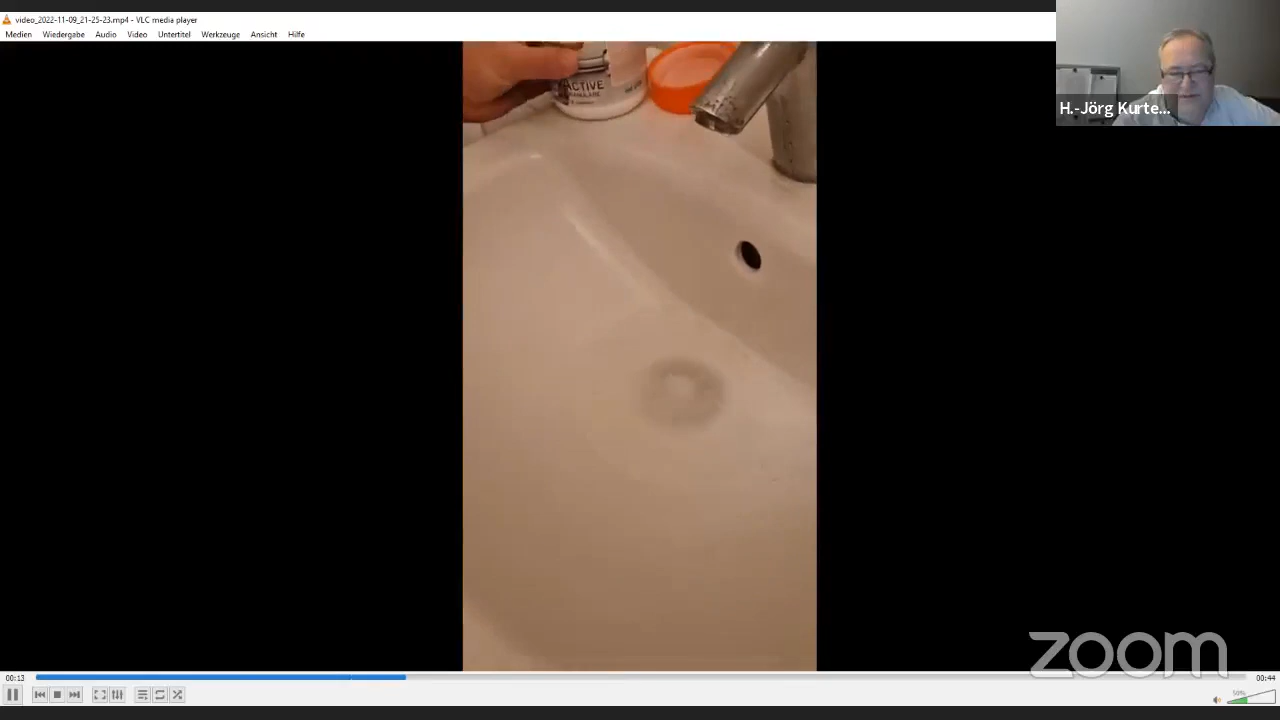 video_2022-11-09_21-25-23.mp4 - VLC media player
Medien Wiedergabe Audio Video Untertitel Werkzeuge Ansicht Hilfe
H.-Jörg Kurte...
ACTIVE
zoom
00:13
00:44
50%